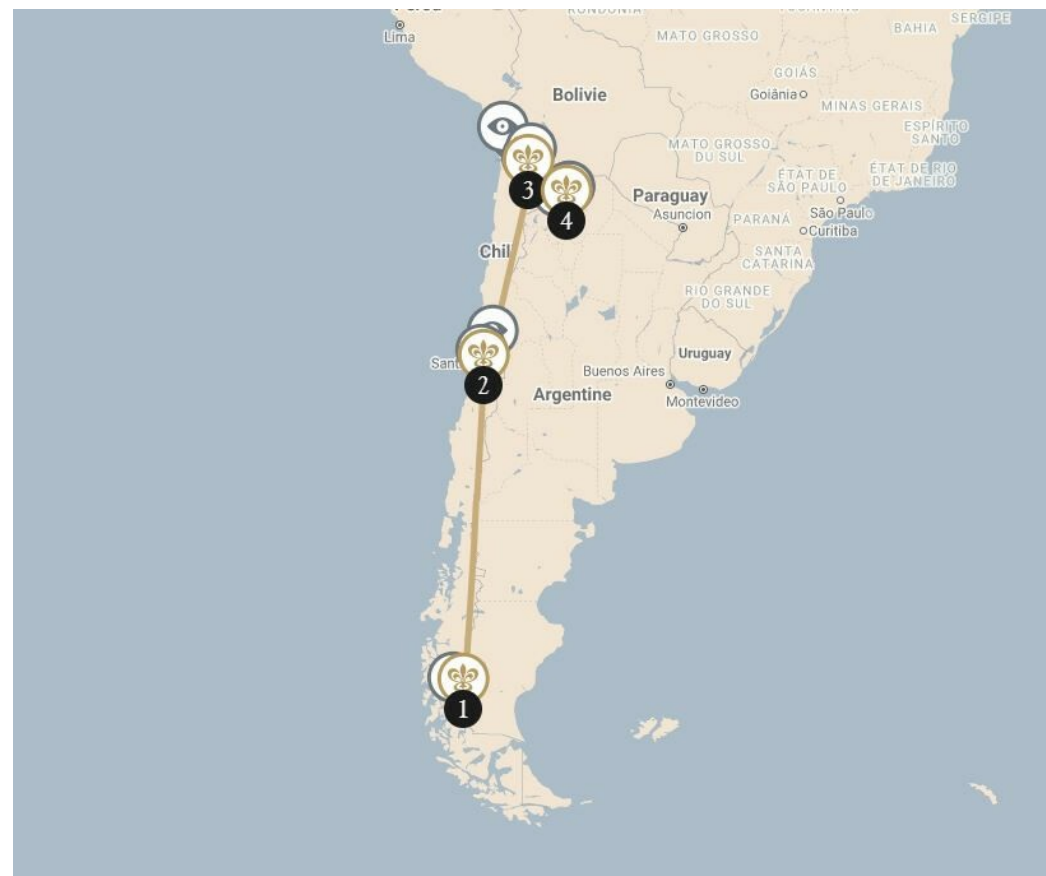 Lima
MATO GROSSO
BAHIA
SERGIPE
GOIÁS
Goiânia
Bolivie
MINAS GERAIS
ESPÍRITO
SANTO
MATO GROSSO
DO SUL
ÉTAT DE
SÃO PAULO
ÉTAT DE RIO
DE JANEIRO
3
Paraguay
Asuncion
4
São Paulo
PARANÁ
Curitiba
Chil
SANTA
CATARINA
RIO GRANDE
DO SUL
Sant
Uruguay
Buenos Aires
2
Argentine
Montevideo
1